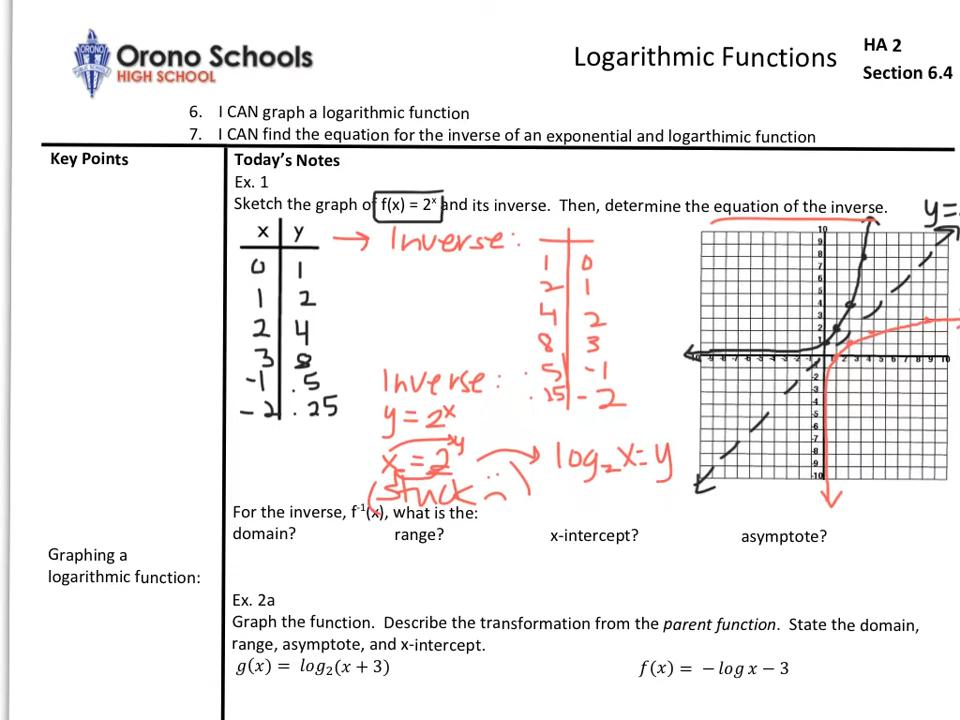 Orono Schools
HIGH SCHOOL
ORONO
Logarithmic Functions
HA 2
Section 6.4
6. I CAN graph a logarithmic function
7. I CAN find the equation for the inverse of an exponential and logarthimic function
Key Points
Today's Notes
Ex. 1
Sketch the graph of f(x) = 2ˣ and its inverse. Then, determine the equation of the inverse.
x y → Inverse:
0 1
1 2
2 4
3 8
-1 .5
-2 .25
1 0
2 1
4 2
8 3
.5 -1
.25 -2
Inverse:
y = 2ˣ
x = 2ʸ → log₂x = y
(stuck :( )
y=
For the inverse, f⁻¹(x), what is the:
domain? range? x-intercept? asymptote?
Graphing a
logarithmic function:
Ex. 2a
Graph the function. Describe the transformation from the parent function. State the domain,
range, asymptote, and x-intercept.
g(x) = log₂(x + 3) f(x) = − log x − 3